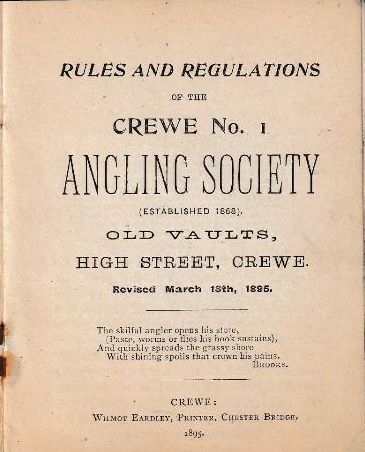 RULES AND REGULATIONS
OF THE
CREWE No. 1
ANGLING SOCIETY
(ESTABLISHED 1868),
OLD VAULTS,
HIGH STREET, CREWE.
Revised March 18th, 1895.
The skilful angler opens his store,
(Paste, worms or flies his hook sustains),
And quickly spreads the grassy shore
With shining spoils that crown his pains.
BROOKS.
CREWE:
WILMOT EARDLEY, PRINTER, CHESTER BRIDGE,
1895.